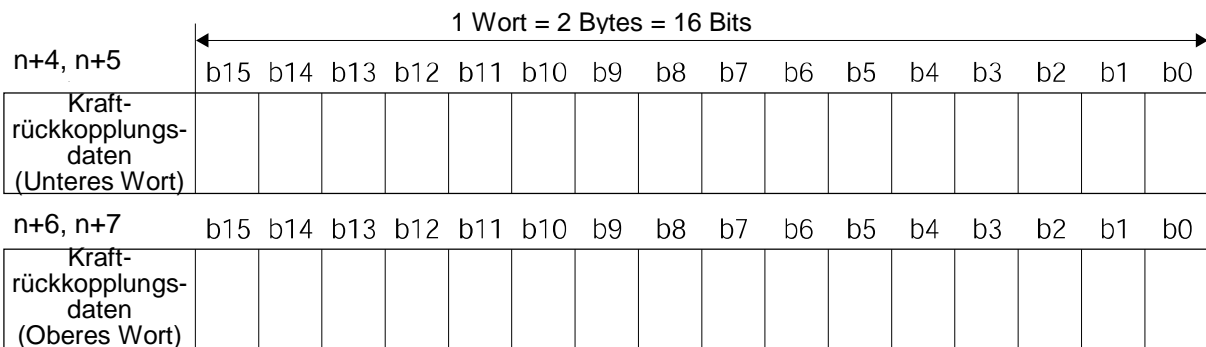 1 Wort = 2 Bytes = 16 Bits
n+4, n+5
b15 b14 b13 b12 b11 b10 b9 b8 b7 b6 b5 b4 b3 b2 b1 b0
Kraft-
rückkopplungs-
daten
(Unteres Wort)
n+6, n+7
b15 b14 b13 b12 b11 b10 b9 b8 b7 b6 b5 b4 b3 b2 b1 b0
Kraft-
rückkopplungs-
daten
(Oberes Wort)